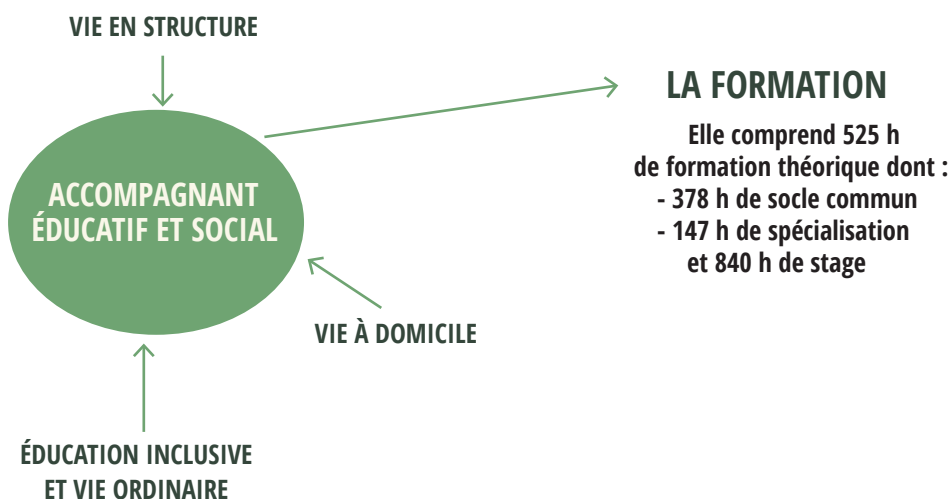 VIE EN STRUCTURE
ACCOMPAGNANT
ÉDUCATIF ET SOCIAL
VIE À DOMICILE
ÉDUCATION INCLUSIVE
ET VIE ORDINAIRE
LA FORMATION
Elle comprend 525 h
de formation théorique dont :
- 378 h de socle commun
- 147 h de spécialisation
et 840 h de stage